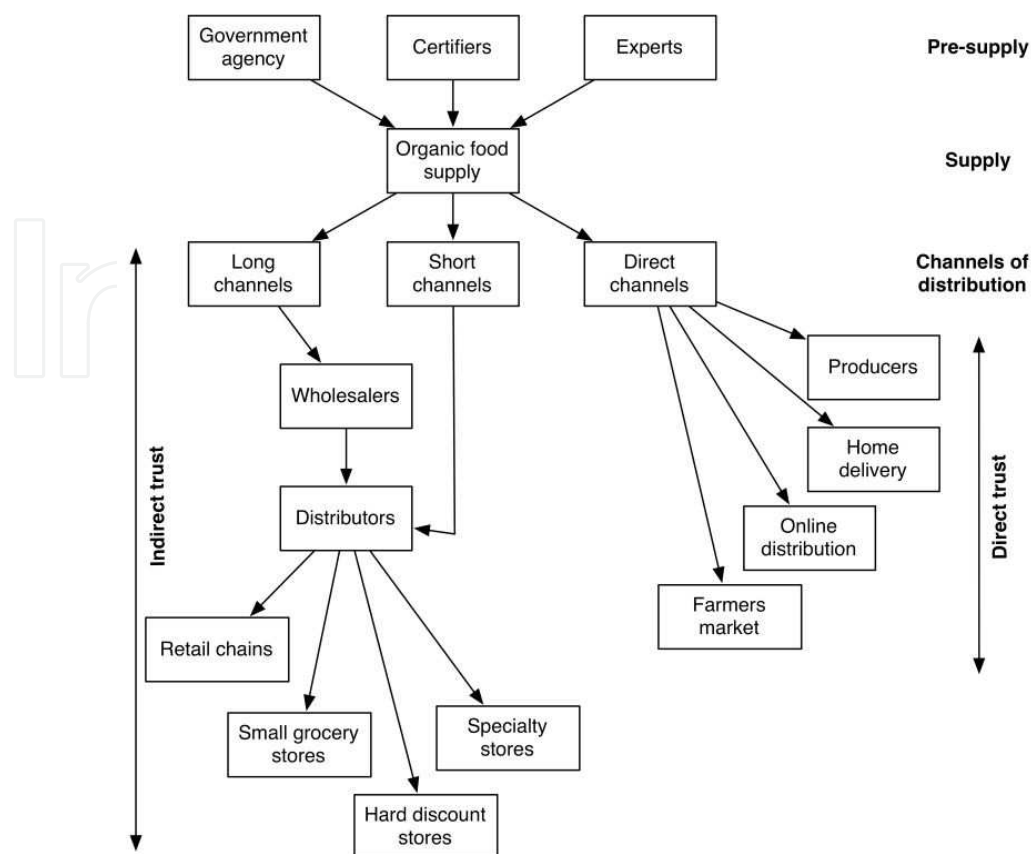 Government
agency
Certifiers
Experts
Pre-supply
Organic food
supply
Supply
Long
channels
Short
channels
Direct
channels
Channels of
distribution
Producers
Wholesalers
Home
delivery
Distributors
Online
distribution
Indirect trust
Direct trust
Farmers
market
Retail chains
Small grocery
stores
Specialty
stores
Hard discount
stores